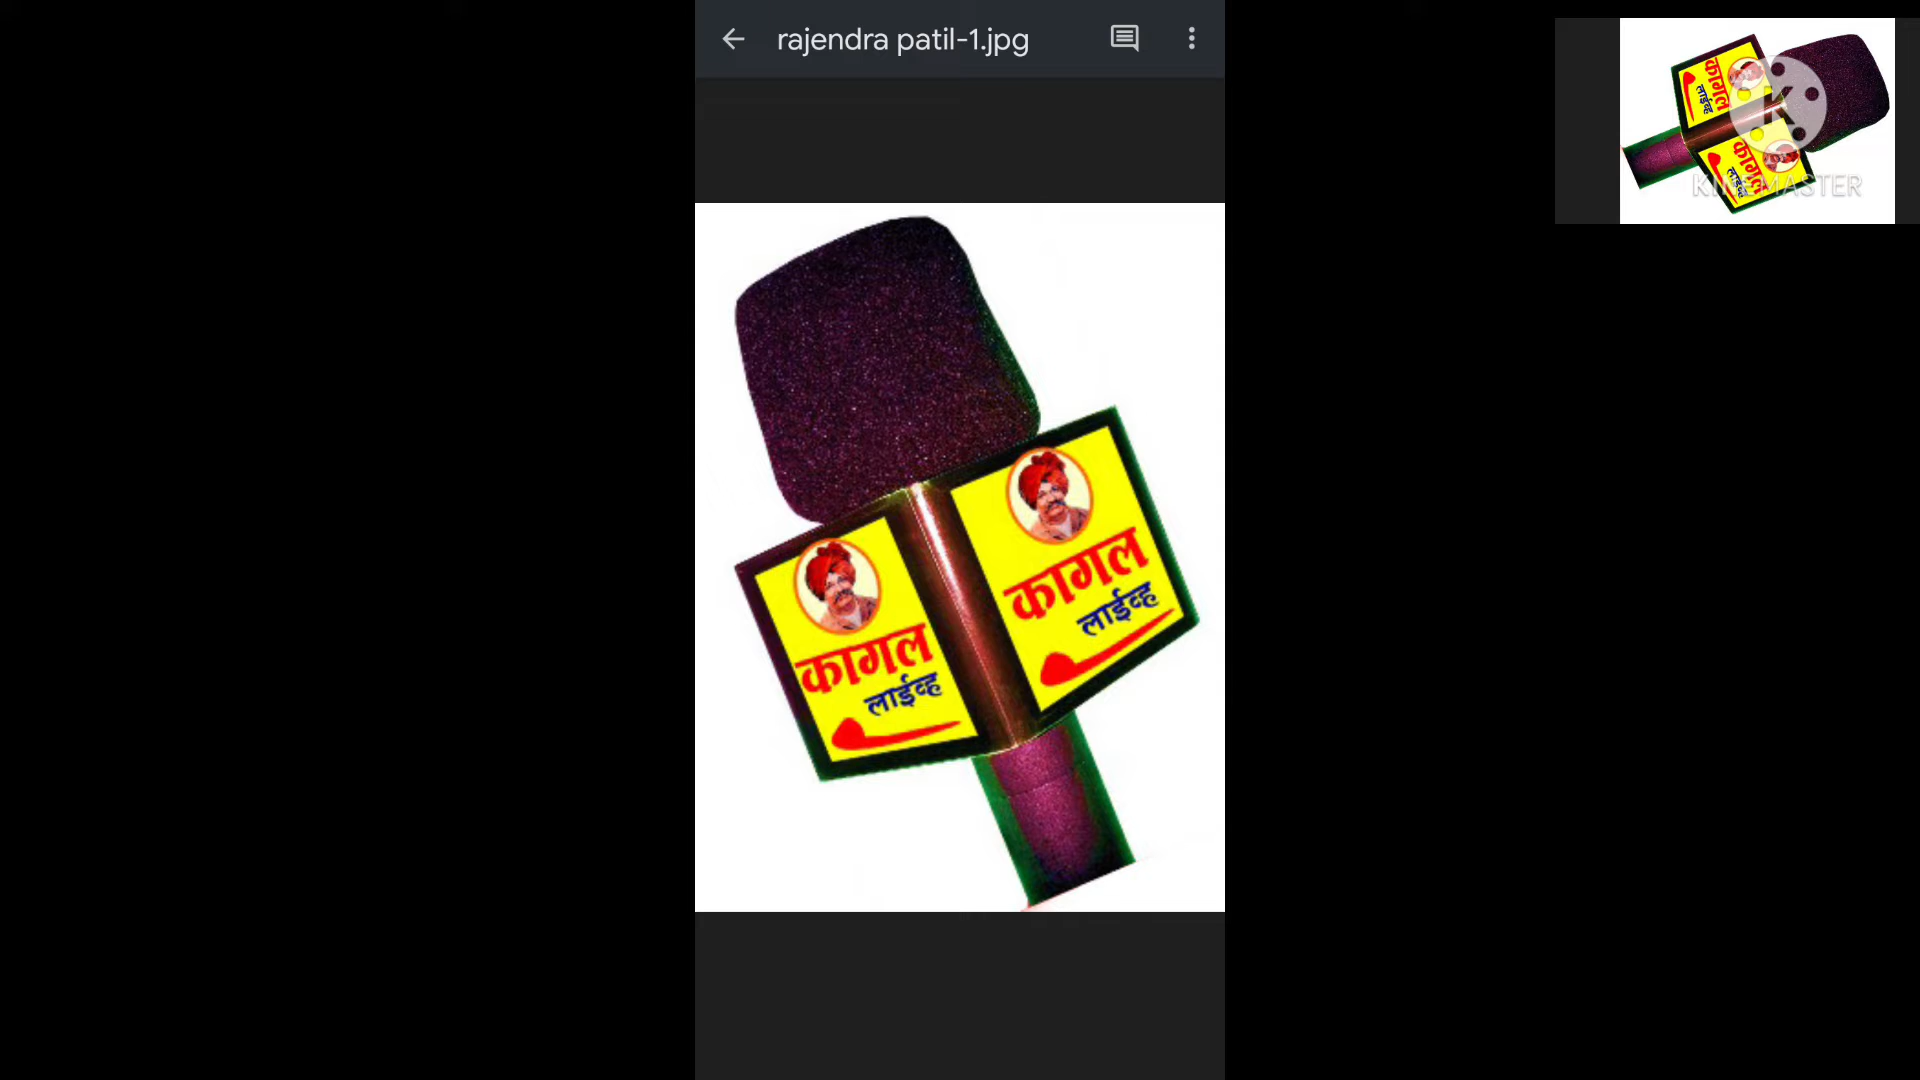 rajendra patil-1.jpg
कागल
लाईव्ह
कागल
लाईव्ह
कागल
लाईव्ह
कागल
लाईव्ह
K
KINEMASTER